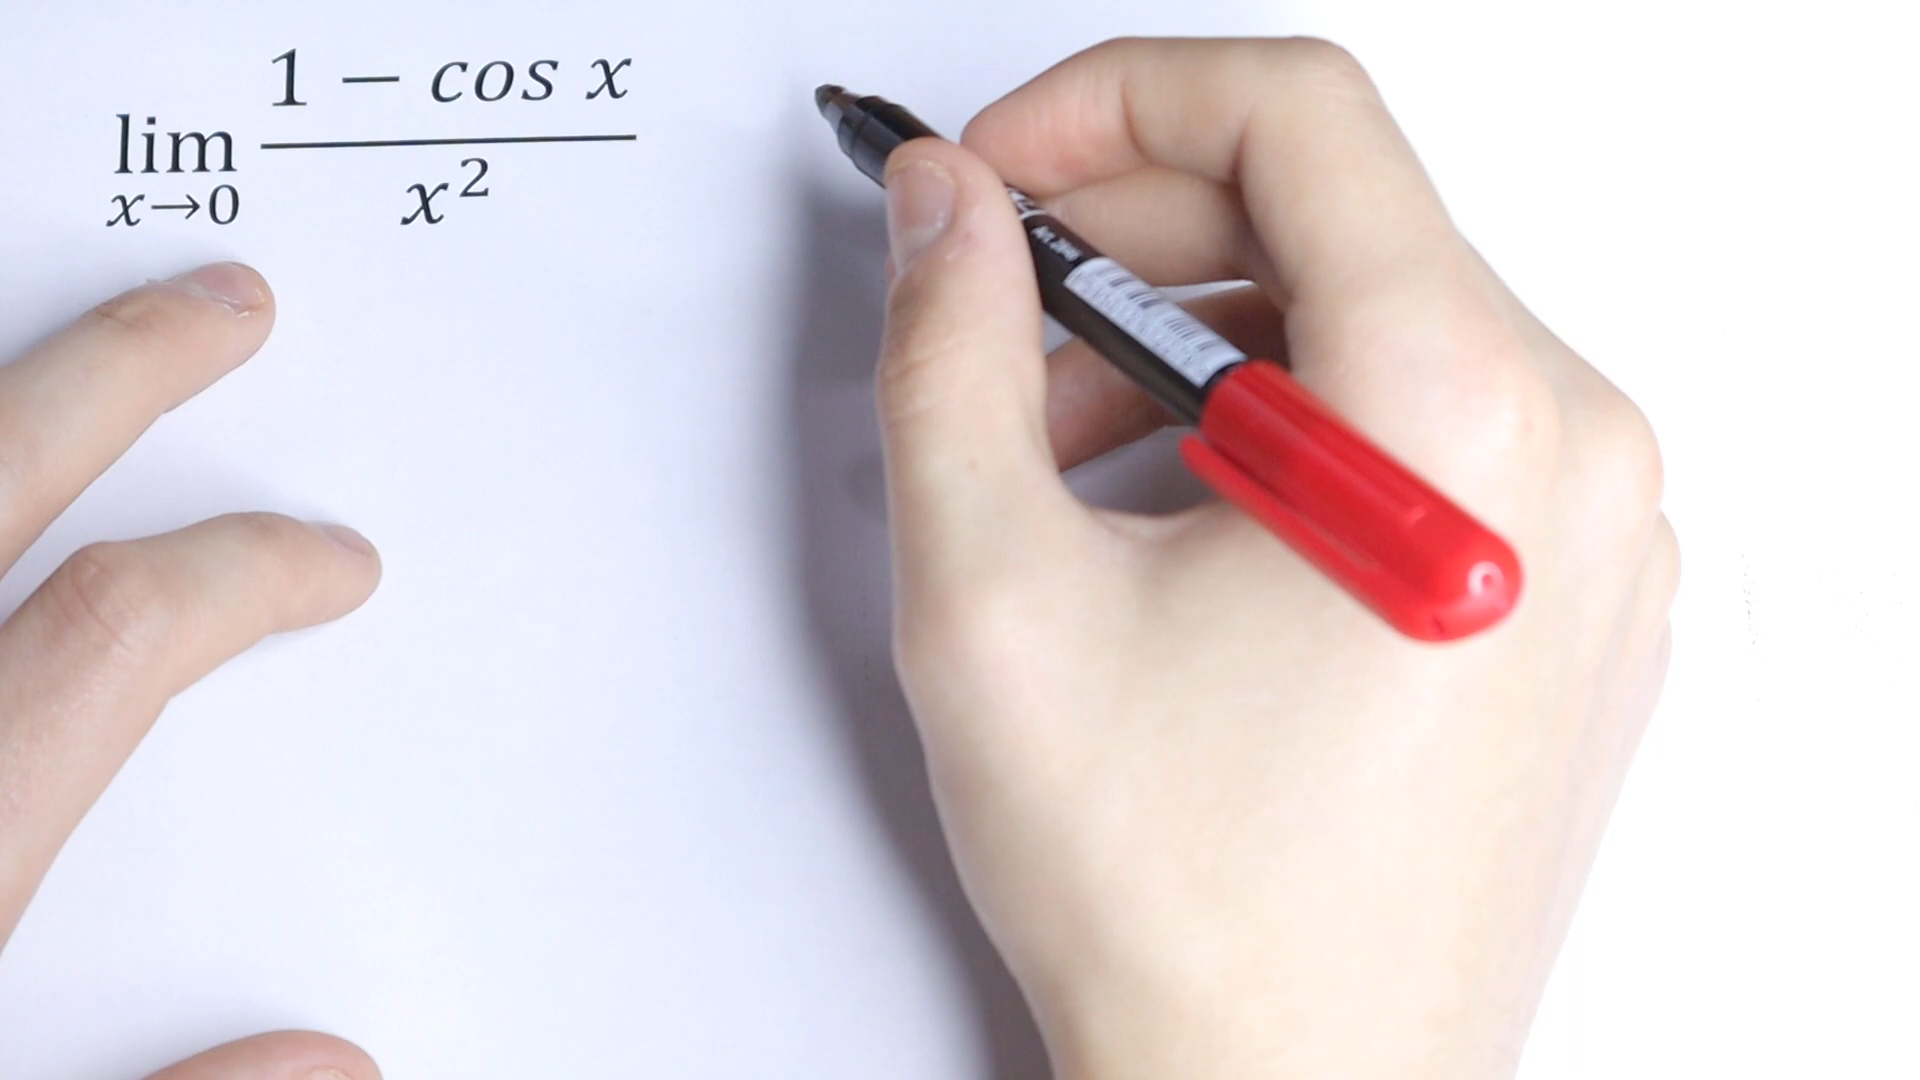 lim x→0 (1 − cos x) / x²